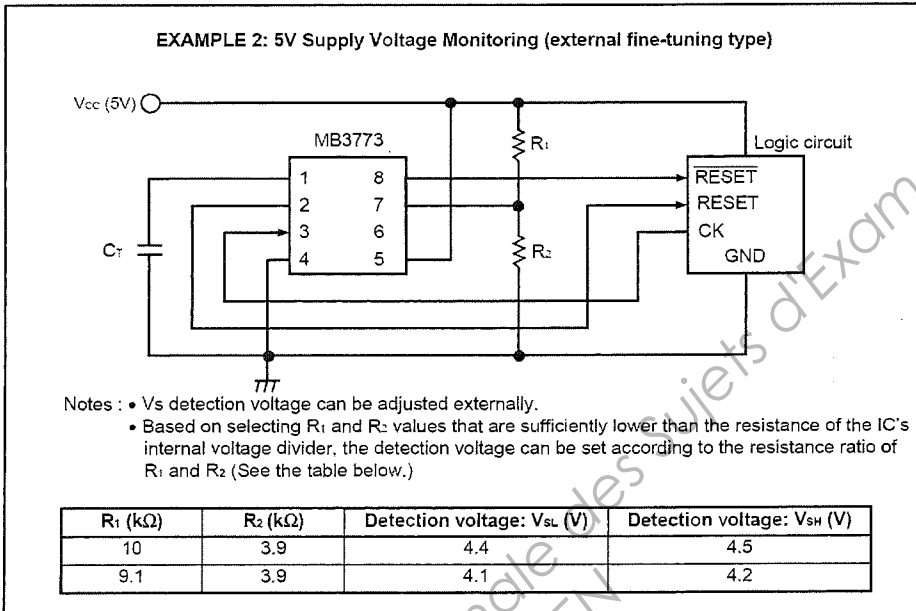 EXAMPLE 2: 5V Supply Voltage Monitoring (external fine-tuning type)
Vcc (5V)
MB3773
R1
Logic circuit
1 8
2 7
3 6
4 5
RESET
RESET
CK
GND
CT
R2
Notes : • Vs detection voltage can be adjusted externally.
• Based on selecting R1 and R2 values that are sufficiently lower than the resistance of the IC's
internal voltage divider, the detection voltage can be set according to the resistance ratio of
R1 and R2 (See the table below.)
R1 (kΩ) R2 (kΩ) Detection voltage: VSL (V) Detection voltage: VSH (V)
10 3.9 4.4 4.5
9.1 3.9 4.1 4.2
ale des Sujets d'Exam
EN